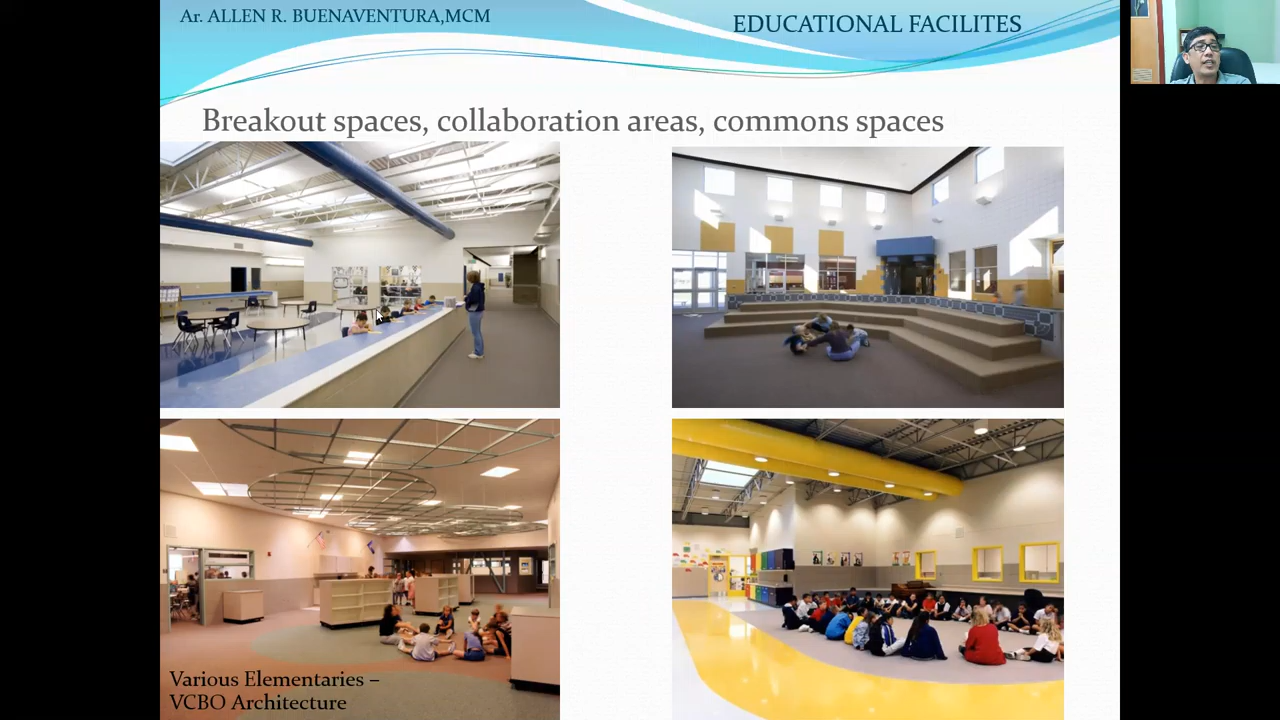 Ar. ALLEN R. BUENAVENTURA,MCM
EDUCATIONAL FACILITES
Breakout spaces, collaboration areas, commons spaces
Various Elementaries –
VCBO Architecture